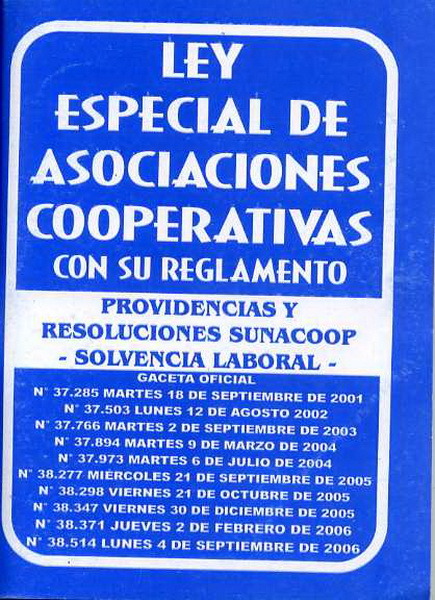 LEY
ESPECIAL DE
ASOCIACIONES
COOPERATIVAS
CON SU REGLAMENTO
PROVIDENCIAS Y
RESOLUCIONES SUNACOOP
- SOLVENCIA LABORAL -
GACETA OFICIAL
N° 37.285 MARTES 18 DE SEPTIEMBRE DE 2001
N° 37.503 LUNES 12 DE AGOSTO 2002
N° 37.766 MARTES 2 DE SEPTIEMBRE DE 2003
N° 37.894 MARTES 9 DE MARZO DE 2004
N° 37.973 MARTES 6 DE JULIO DE 2004
N° 38.277 MIÉRCOLES 21 DE SEPTIEMBRE DE 2005
N° 38.298 VIERNES 21 DE OCTUBRE DE 2005
N° 38.347 VIERNES 30 DE DICIEMBRE DE 2005
N° 38.371 JUEVES 2 DE FEBRERO DE 2006
N° 38.514 LUNES 4 DE SEPTIEMBRE DE 2006